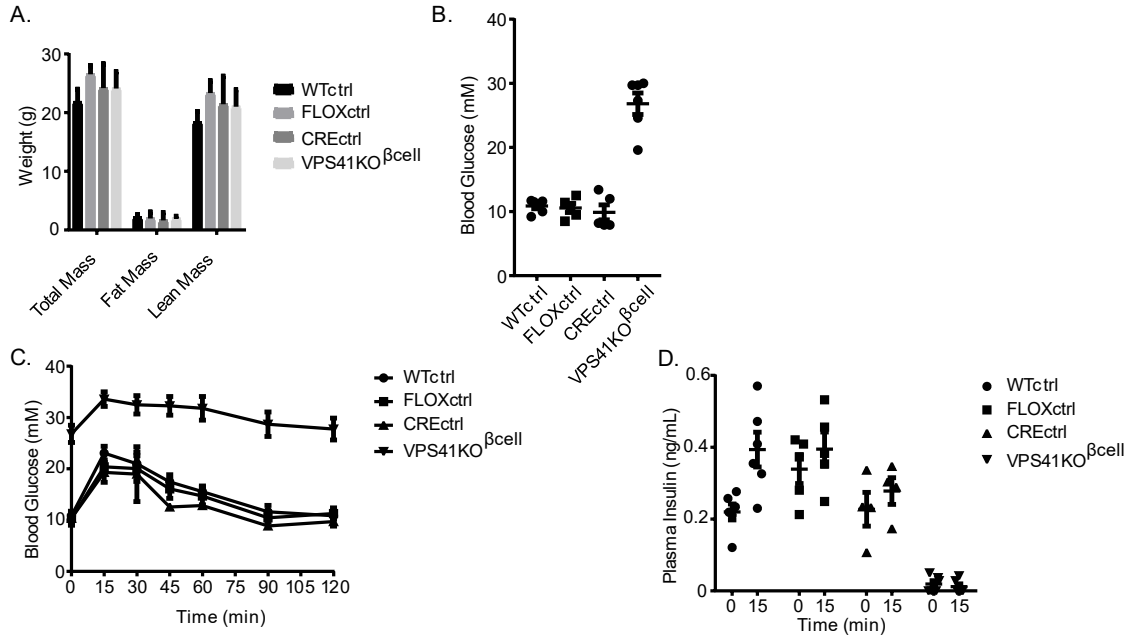 A.
30
20
10
0
Weight (g)
Total Mass
Fat Mass
Lean Mass
WTctrl
FLOXctrl
CREctrl
VPS41KOβcell
B.
40
30
20
10
0
Blood Glucose (mM)
WTctrl
FLOXctrl
CREctrl
VPS41KOβcell
C.
40
30
20
10
0
Blood Glucose (mM)
0 15 30 45 60 75 90 105 120
Time (min)
WTctrl
FLOXctrl
CREctrl
VPS41KOβcell
D.
0.6
0.4
0.2
0
Plasma Insulin (ng/mL)
0 15 0 15 0 15 0 15
Time (min)
WTctrl
FLOXctrl
CREctrl
VPS41KOβcell